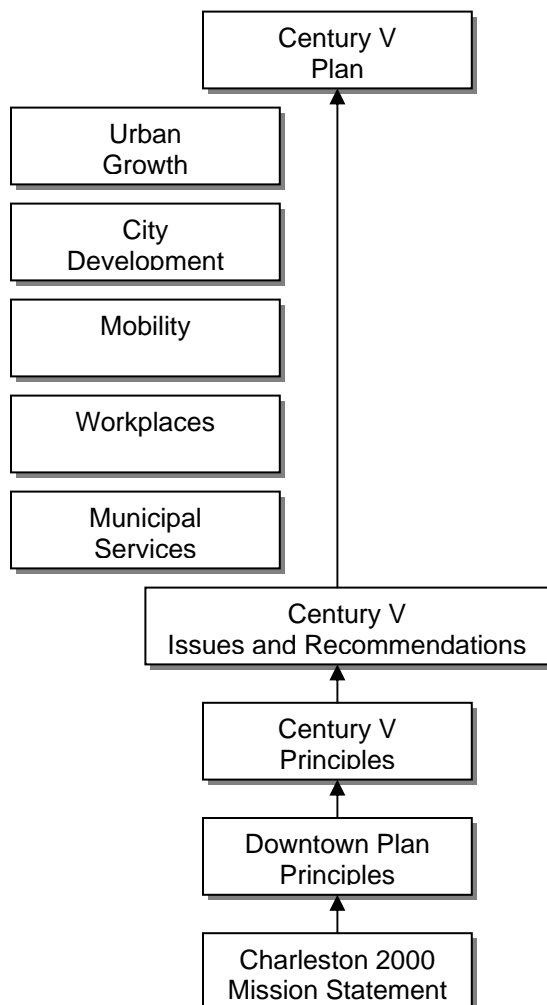 Century V
Plan
Urban
Growth
City
Development
Mobility
Workplaces
Municipal
Services
Century V
Issues and Recommendations
Century V
Principles
Downtown Plan
Principles
Charleston 2000
Mission Statement